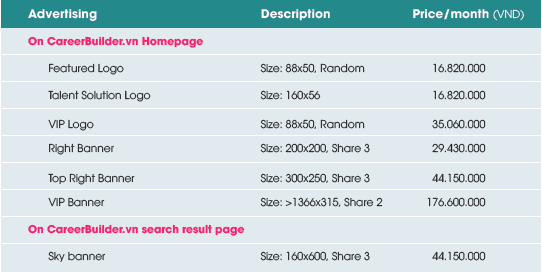 Advertising Description Price/month (VND)
On CareerBuilder.vn Homepage
Featured Logo Size: 88x50, Random 16.820.000
Talent Solution Logo Size: 160x56 16.820.000
VIP Logo Size: 88x50, Random 35.060.000
Right Banner Size: 200x200, Share 3 29.430.000
Top Right Banner Size: 300x250, Share 3 44.150.000
VIP Banner Size: >1366x315, Share 2 176.600.000
On CareerBuilder.vn search result page
Sky banner Size: 160x600, Share 3 44.150.000